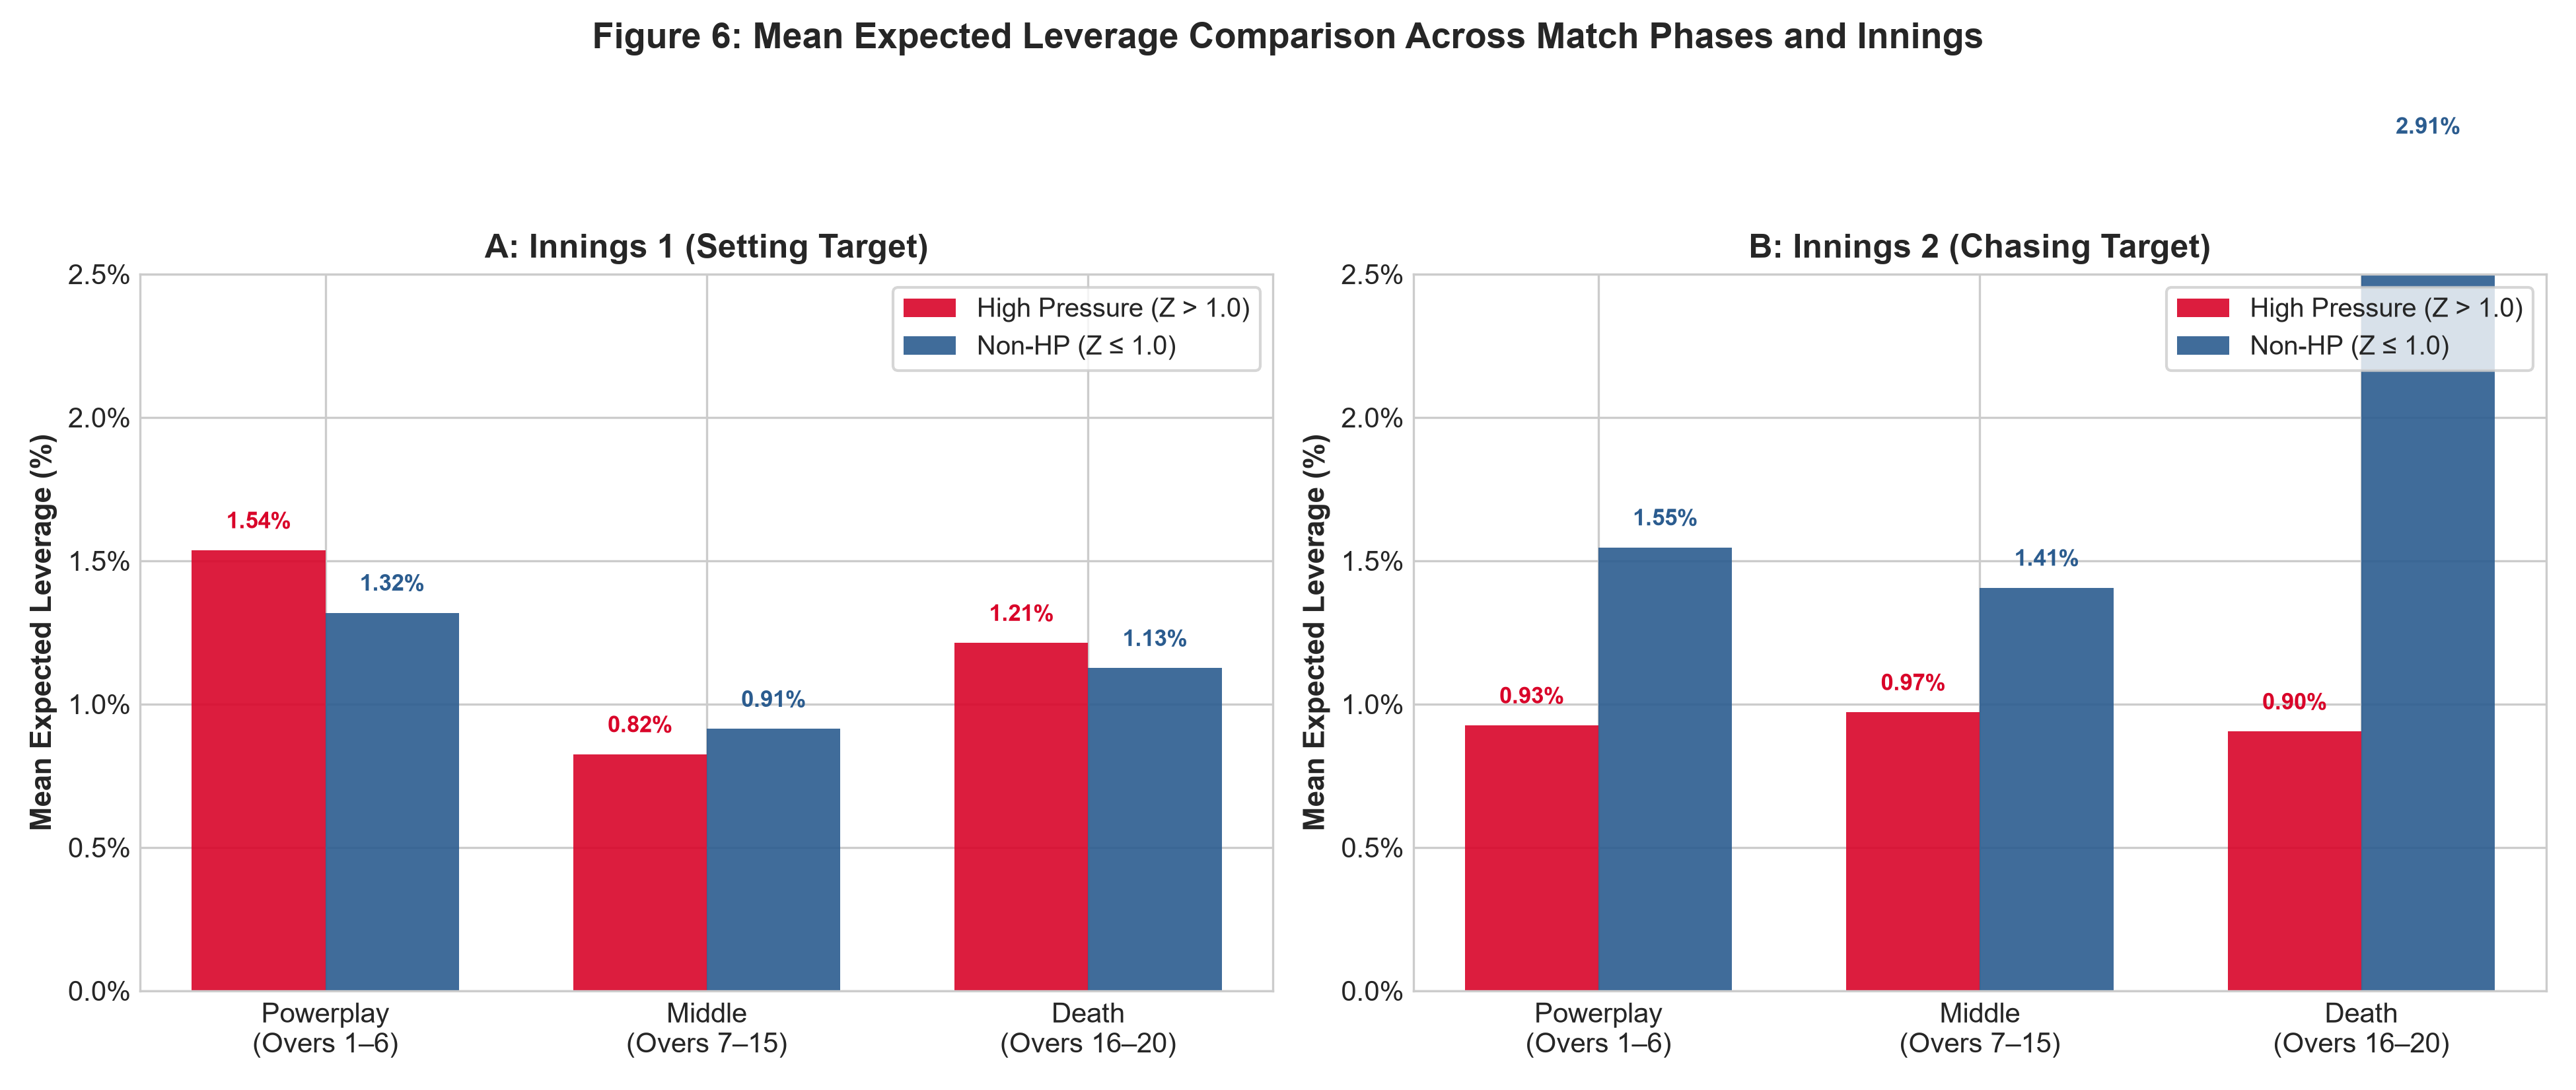 Figure 6: Mean Expected Leverage Comparison Across Match Phases and Innings
A: Innings 1 (Setting Target)
Mean Expected Leverage (%)
2.5%
2.0%
1.5%
1.0%
0.5%
0.0%
High Pressure (Z > 1.0)
Non-HP (Z ≤ 1.0)
1.54%
1.32%
0.82%
0.91%
1.21%
1.13%
Powerplay
(Overs 1–6)
Middle
(Overs 7–15)
Death
(Overs 16–20)
B: Innings 2 (Chasing Target)
Mean Expected Leverage (%)
2.5%
2.0%
1.5%
1.0%
0.5%
0.0%
High Pressure (Z > 1.0)
Non-HP (Z ≤ 1.0)
0.93%
1.55%
0.97%
1.41%
0.90%
2.91%
Powerplay
(Overs 1–6)
Middle
(Overs 7–15)
Death
(Overs 16–20)